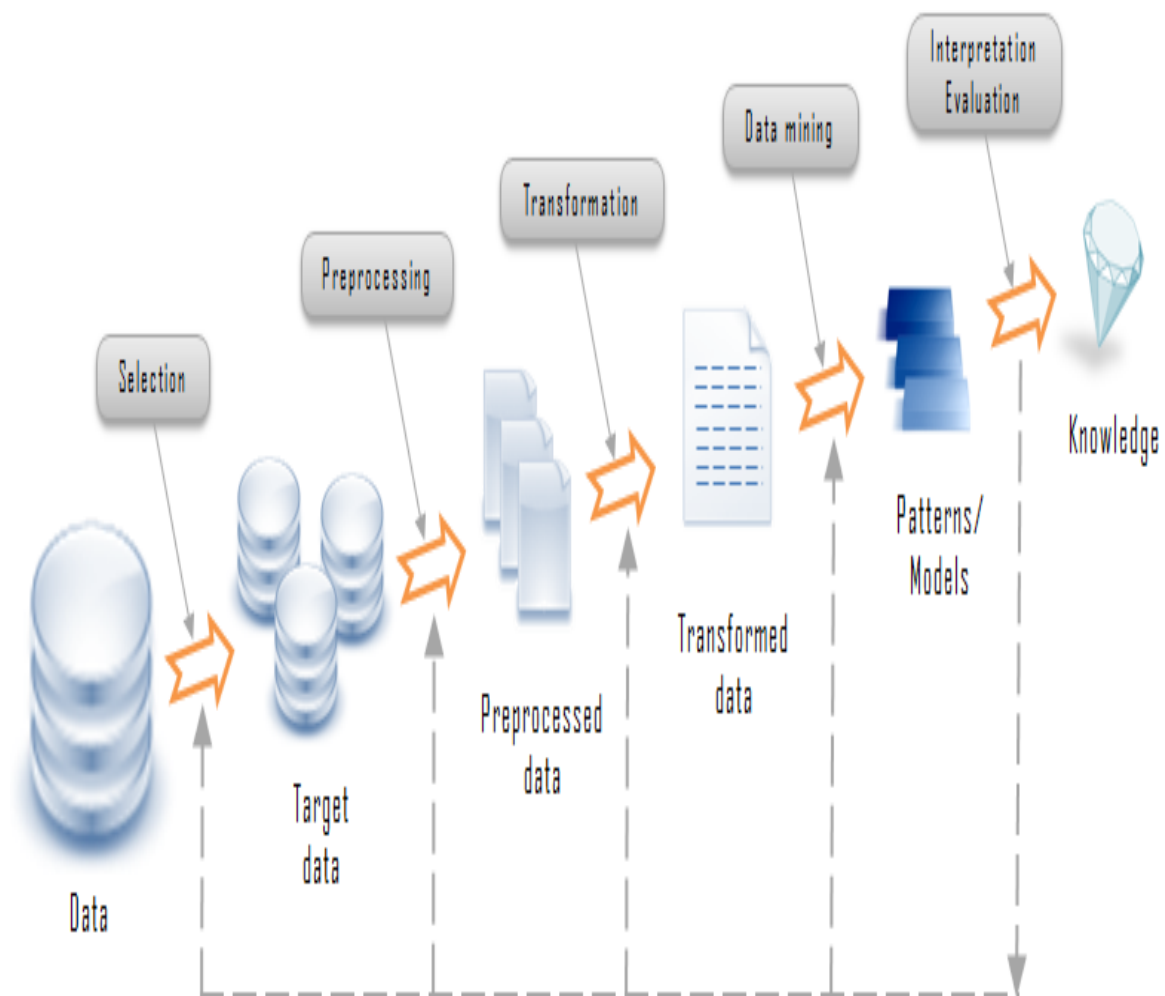 Interpretation
Evaluation
Data mining
Transformation
Preprocessing
Selection
Knowledge
Patterns/
Models
Transformed
data
Preprocessed
data
Target
data
Data